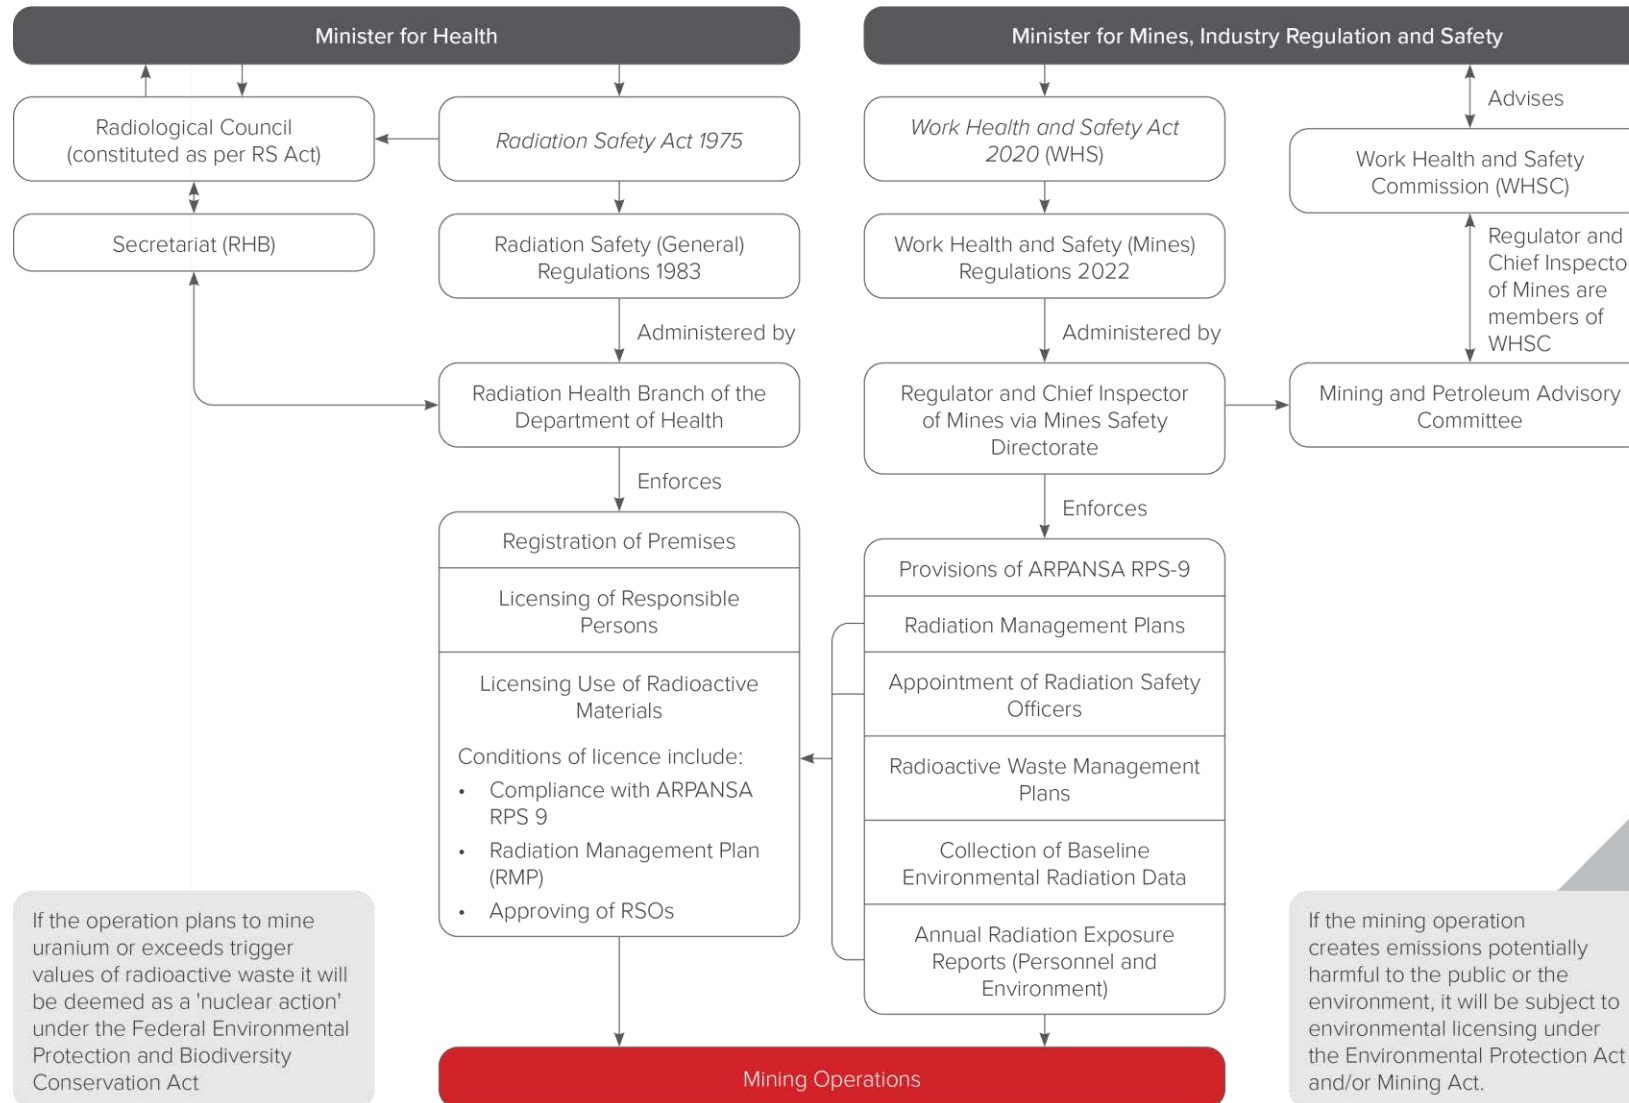 Minister for Health
Radiological Council
(constituted as per RS Act)
Radiation Safety Act 1975
Secretariat (RHB)
Radiation Safety (General)
Regulations 1983
Administered by
Radiation Health Branch of the
Department of Health
Enforces
Registration of Premises
Licensing of Responsible
Persons
Licensing Use of Radioactive
Materials
Conditions of licence include:
• Compliance with ARPANSA
RPS 9
• Radiation Management Plan
(RMP)
• Approving of RSOs
If the operation plans to mine
uranium or exceeds trigger
values of radioactive waste it will
be deemed as a 'nuclear action'
under the Federal Environmental
Protection and Biodiversity
Conservation Act
Minister for Mines, Industry Regulation and Safety
Work Health and Safety Act
2020 (WHS)
Advises
Work Health and Safety
Commission (WHSC)
Work Health and Safety (Mines)
Regulations 2022
Regulator and
Chief Inspecto
of Mines are
members of
WHSC
Administered by
Regulator and Chief Inspector
of Mines via Mines Safety
Directorate
Mining and Petroleum Advisory
Committee
Enforces
Provisions of ARPANSA RPS-9
Radiation Management Plans
Appointment of Radiation Safety
Officers
Radioactive Waste Management
Plans
Collection of Baseline
Environmental Radiation Data
Annual Radiation Exposure
Reports (Personnel and
Environment)
If the mining operation
creates emissions potentially
harmful to the public or the
environment, it will be subject to
environmental licensing under
the Environmental Protection Act
and/or Mining Act.
Mining Operations